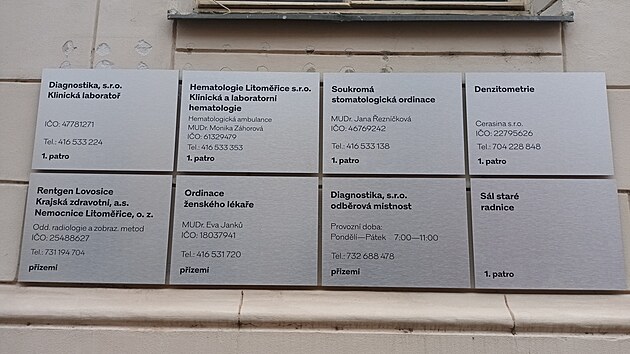 Diagnostika, s.r.o.
Klinická laboratoř
IČO: 47781271
Tel.: 416 533 224
1. patro
Hematologie Litoměřice s.r.o.
Klinická a laboratorní
hematologie
Hematologická ambulance
MUDr. Monika Záhorová
IČO: 61329479
Tel.: 416 533 353
1. patro
Soukromá
stomatologická ordinace
MUDr. Jana Řezníčková
IČO: 46769242
Tel.: 416 533 138
1. patro
Denzitometrie
Cerasina s.r.o.
IČO: 22795626
Tel.: 704 228 848
1. patro
Rentgen Lovosice
Krajská zdravotní, a.s.
Nemocnice Litoměřice, o. z.
Odd. radiologie a zobraz. metod
IČO: 25488627
Tel.: 731 194 704
přízemí
Ordinace
ženského lékaře
MUDr. Eva Janků
IČO: 18037941
Tel.: 416 531 720
přízemí
Diagnostika, s.r.o.
odběrová místnost
Provozní doba:
Pondělí—Pátek 7:00—11:00
Tel.: 732 688 478
přízemí
Sál staré
radnice
1. patro